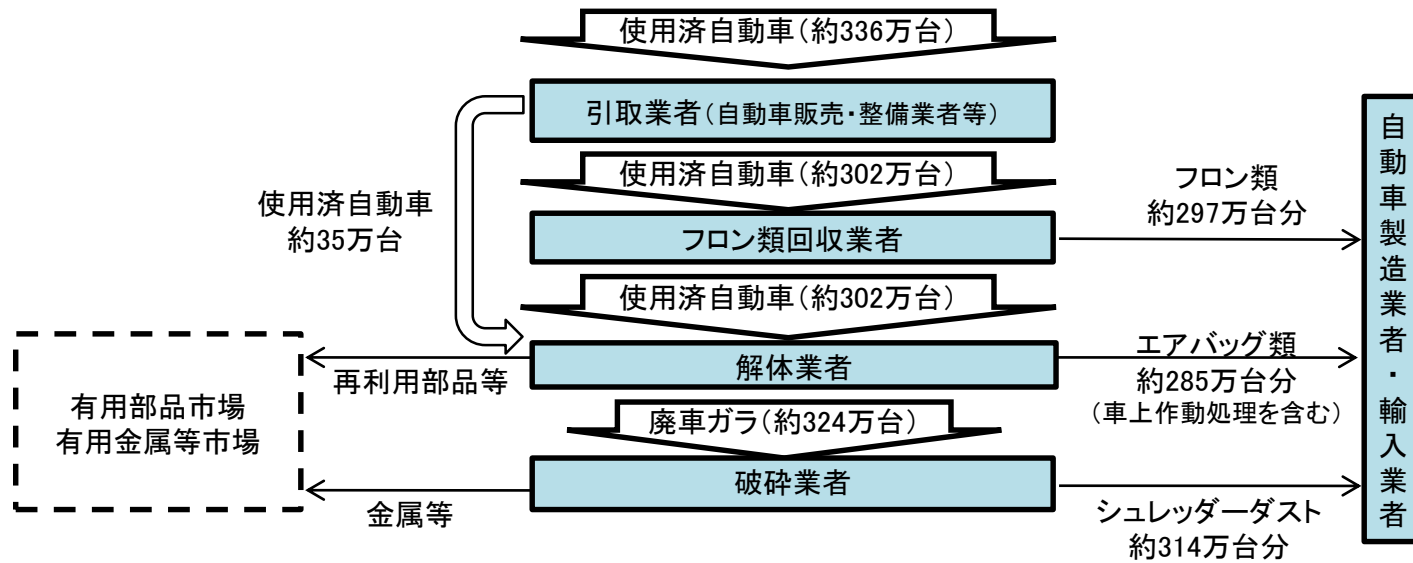 使用済自動車（約336万台）
引取業者（自動車販売・整備業者等）
使用済自動車（約302万台）
使用済自動車
約35万台
フロン類
約297万台分
フロン類回収業者
使用済自動車（約302万台）
解体業者
エアバッグ類
約285万台分
（車上作動処理を含む）
再利用部品等
有用部品市場
有用金属等市場
廃車ガラ（約324万台）
破砕業者
金属等
シュレッダーダスト
約314万台分
自動車製造業者・輸入業者